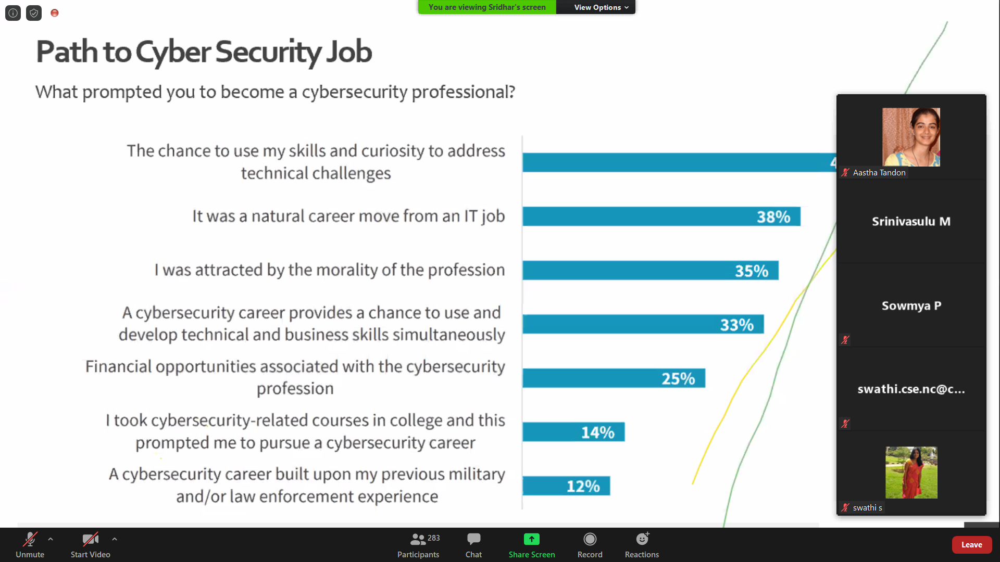 You are viewing Sridhar's screen
View Options
Path to Cyber Security Job
What prompted you to become a cybersecurity professional?
The chance to use my skills and curiosity to address
technical challenges
It was a natural career move from an IT job
38%
I was attracted by the morality of the profession
35%
A cybersecurity career provides a chance to use and
develop technical and business skills simultaneously
33%
Financial opportunities associated with the cybersecurity
profession
25%
I took cybersecurity-related courses in college and this
prompted me to pursue a cybersecurity career
14%
A cybersecurity career built upon my previous military
and/or law enforcement experience
12%
Aastha Tandon
Srinivasulu M
Sowmya P
swathi.cse.nc@c...
swathi s
Unmute
Start Video
283
Participants
Chat
Share Screen
Record
Reactions
Leave